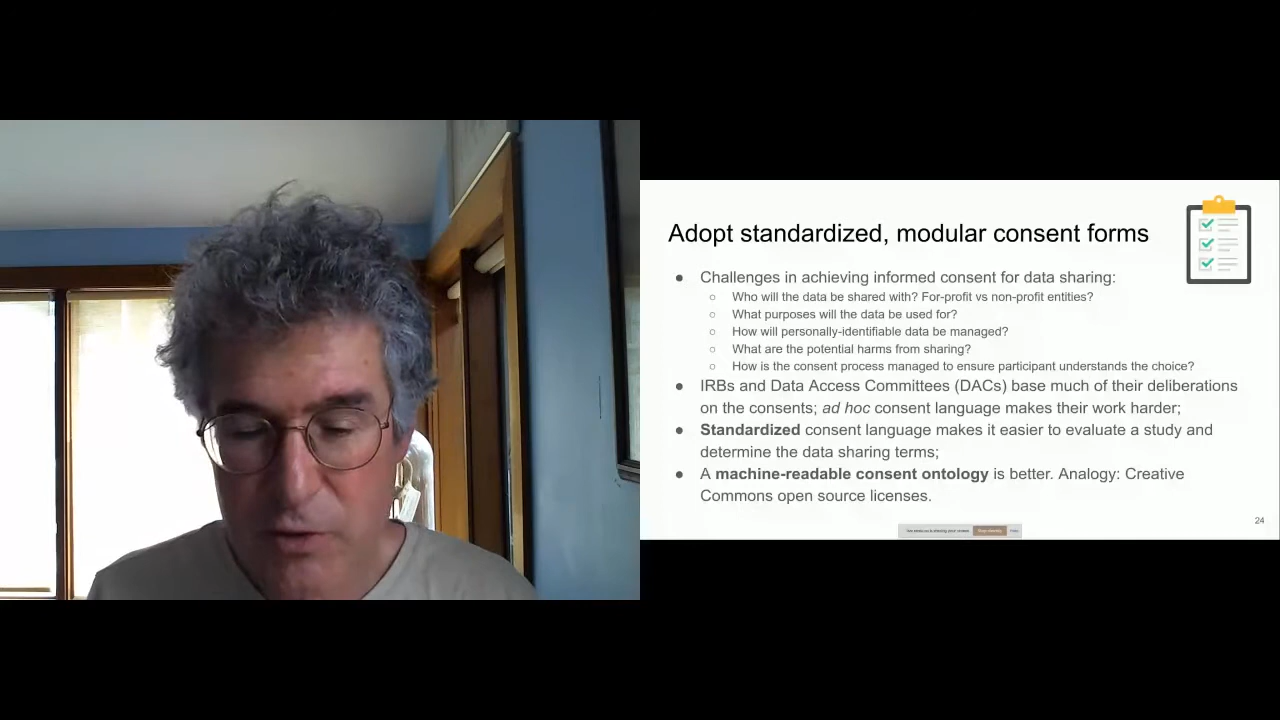 Adopt standardized, modular consent forms
● Challenges in achieving informed consent for data sharing:
○ Who will the data be shared with? For-profit vs non-profit entities?
○ What purposes will the data be used for?
○ How will personally-identifiable data be managed?
○ What are the potential harms from sharing?
○ How is the consent process managed to ensure participant understands the choice?
● IRBs and Data Access Committees (DACs) base much of their deliberations
on the consents; ad hoc consent language makes their work harder;
● Standardized consent language makes it easier to evaluate a study and
determine the data sharing terms;
● A machine-readable consent ontology is better. Analogy: Creative
Commons open source licenses.
24